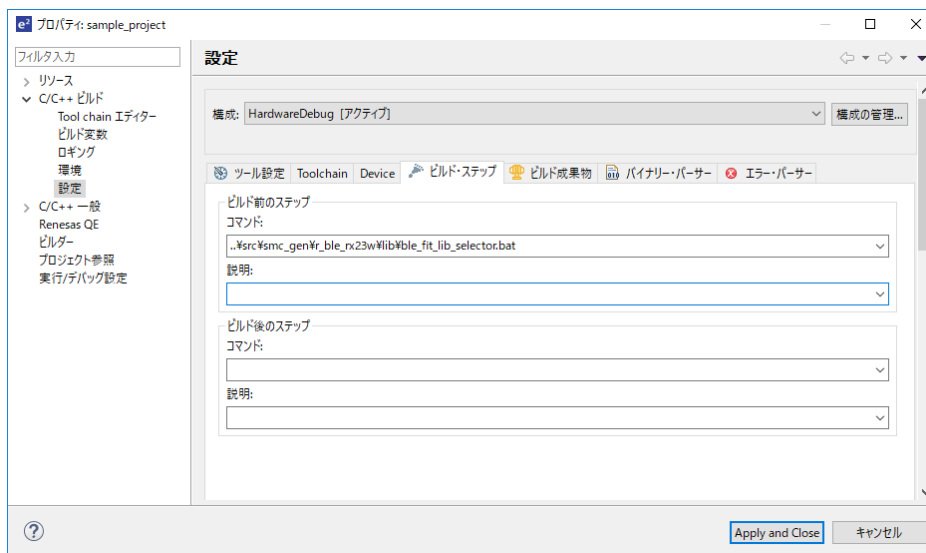 e² プロパティ: sample_project
フィルタ入力
設定
リソース
C/C++ ビルド
Tool chain エディター
ビルド変数
ロギング
環境
設定
C/C++ 一般
Renesas QE
ビルダー
プロジェクト参照
実行/デバッグ設定
構成: HardwareDebug [アクティブ] 構成の管理...
ツール設定 Toolchain Device ビルド・ステップ ビルド成果物 バイナリー・パーサー エラー・パーサー
ビルド前のステップ
コマンド:
..¥src¥smc_gen¥r_ble_rx23w¥lib¥ble_fit_lib_selector.bat
説明:
ビルド後のステップ
コマンド:
説明:
Apply and Close キャンセル